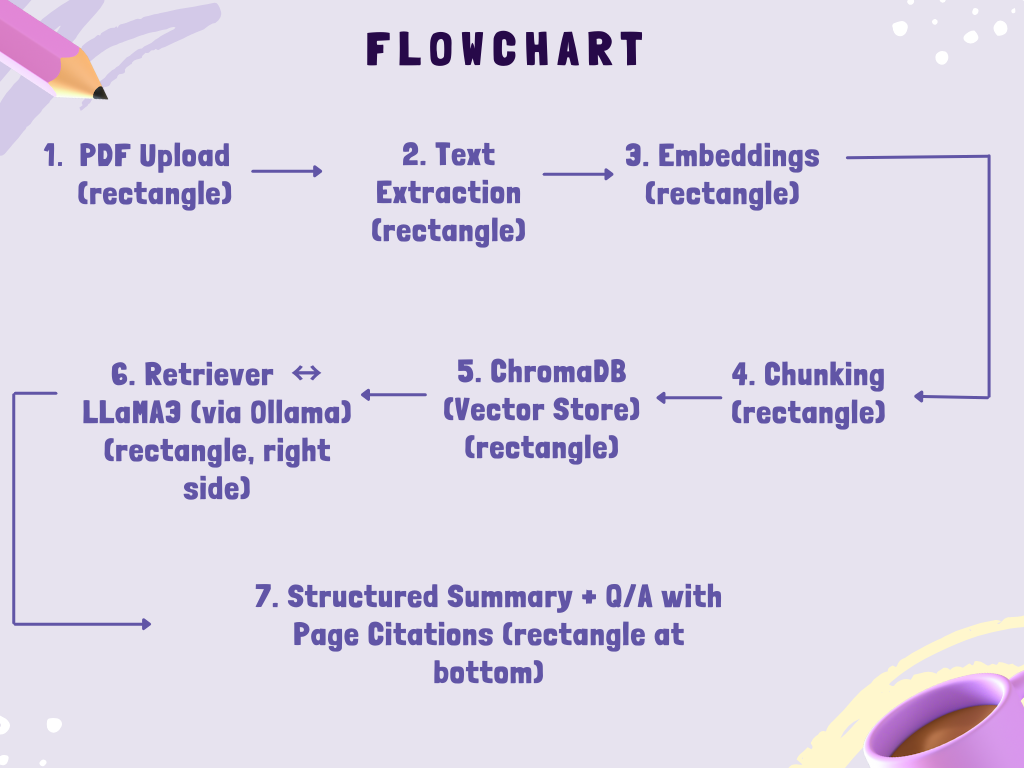 FLOWCHART
1. PDF Upload
(rectangle)
2. Text
Extraction
(rectangle)
3. Embeddings
(rectangle)
4. Chunking
(rectangle)
5. ChromaDB
(Vector Store)
(rectangle)
6. Retriever ↔
LLaMA3 (via Ollama)
(rectangle, right
side)
7. Structured Summary + Q/A with
Page Citations (rectangle at
bottom)